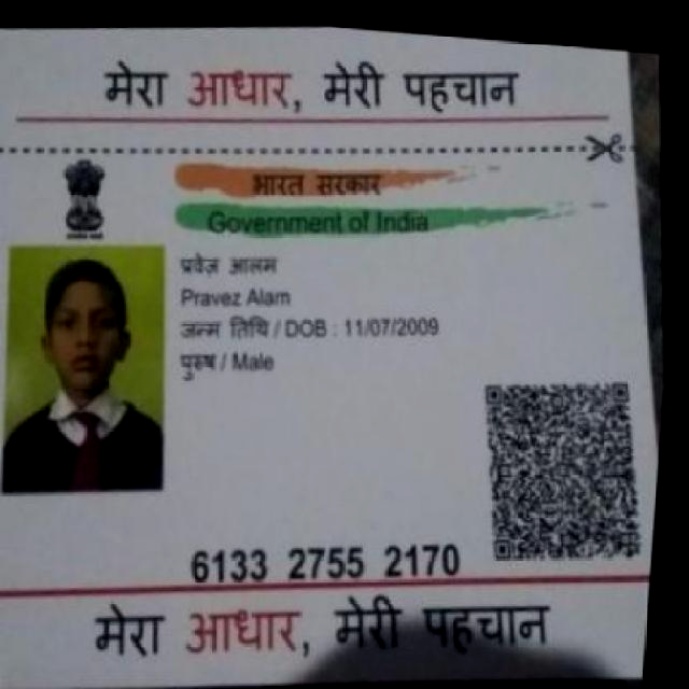 मेरा आधार, मेरी पहचान
भारत सरकार
Government of India
प्रवेज़ आलम
Pravez Alam
जन्म तिथि / DOB : 11/07/2009
पुरुष / Male
6133 2755 2170
मेरा आधार, मेरी पहचान